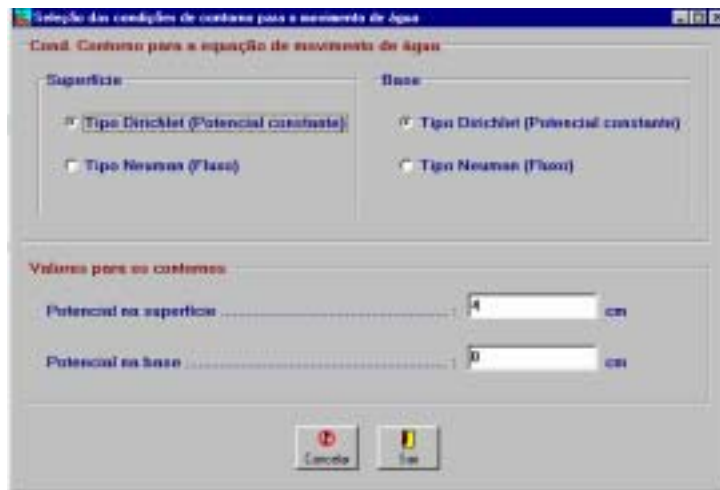 Seleção das condições de contorno para o movimento de água
Cond. Contorno para a equação de movimento de água
Superfície
Base
Tipo Dirichlet (Potencial constante)
Tipo Dirichlet (Potencial constante)
Tipo Neuman (Fluxo)
Tipo Neuman (Fluxo)
Valores para os contornos
Potencial na superfície ........................................................ : 4 cm
Potencial na base ................................................................ : 0 cm
Cancelar
Sair